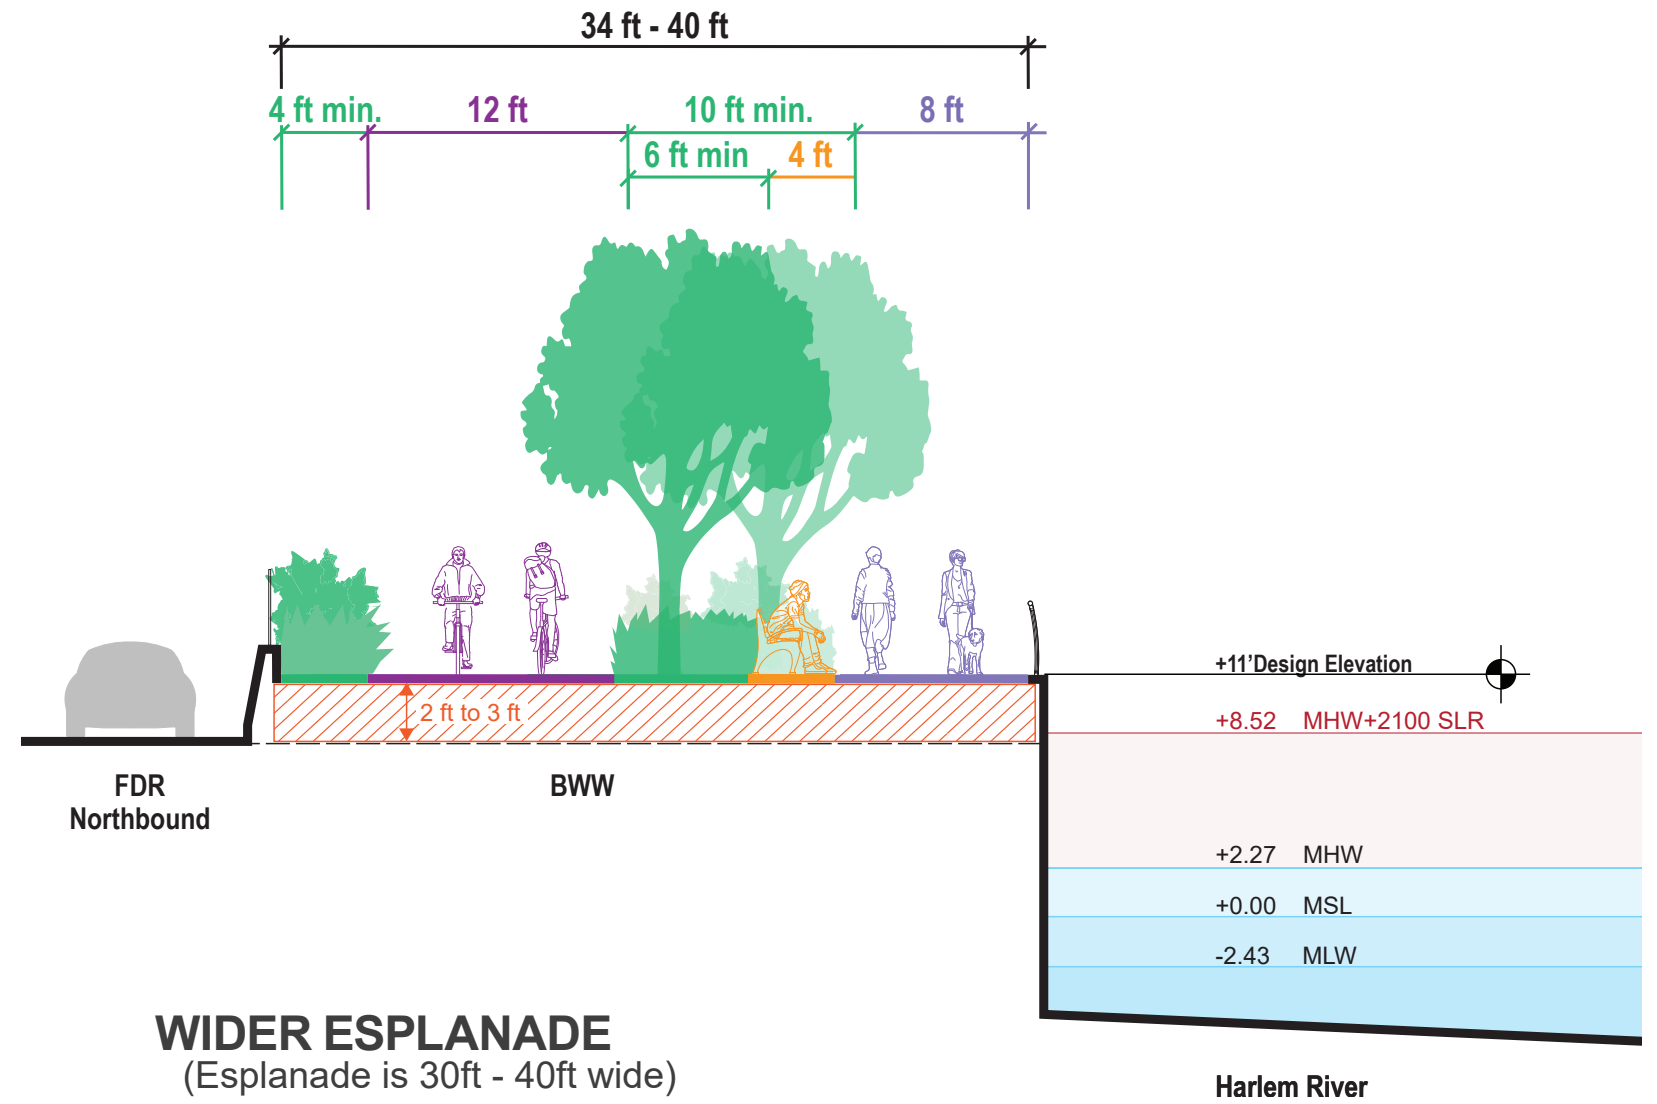 34 ft - 40 ft
4 ft min.
12 ft
10 ft min.
8 ft
6 ft min
4 ft
+11'Design Elevation
+8.52 MHW+2100 SLR
2 ft to 3 ft
FDR
Northbound
BWW
+2.27 MHW
+0.00 MSL
-2.43 MLW
WIDER ESPLANADE
(Esplanade is 30ft - 40ft wide)
Harlem River